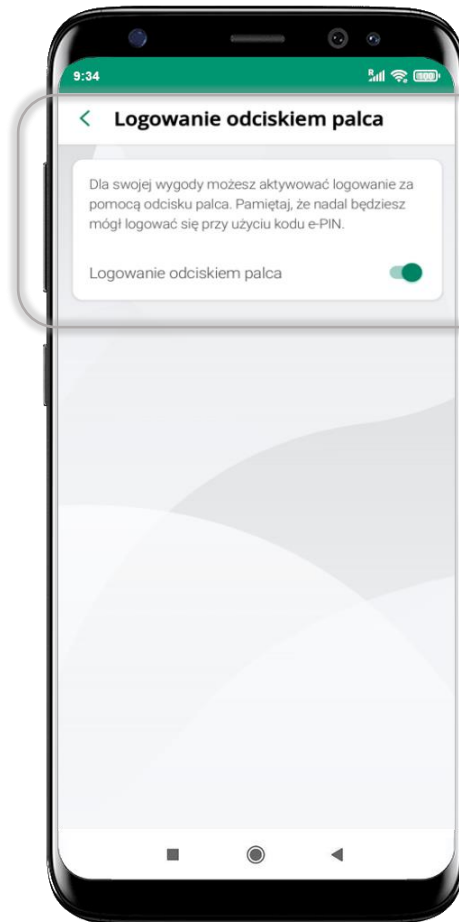 9:34
R
100
Logowanie odciskiem palca
Dla swojej wygody możesz aktywować logowanie za
pomocą odcisku palca. Pamiętaj, że nadal będziesz
mógł logować się przy użyciu kodu e-PIN.
Logowanie odciskiem palca